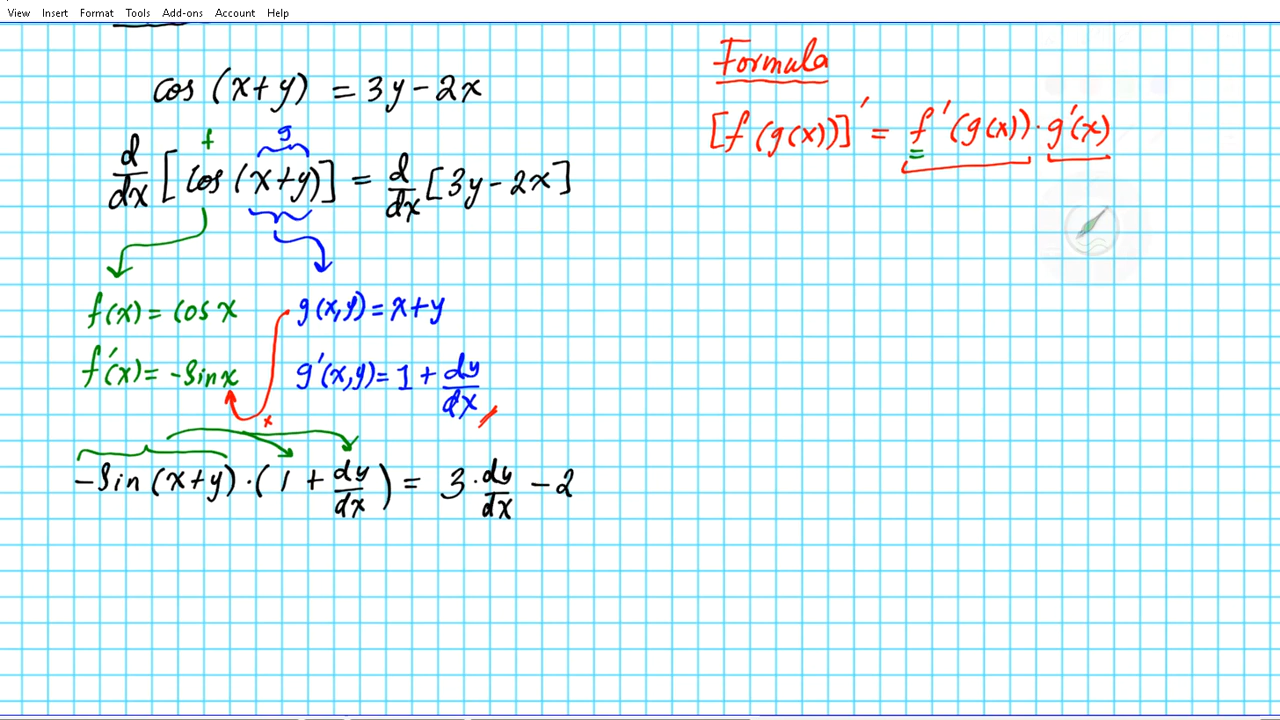 View Insert Format Tools Add-ons Account Help
Formula
cos (x+y) = 3y-2x
[f(g(x))]' = f'(g(x)) · g'(x)
f g
d/dx [cos (x+y)] = d/dx [3y-2x]
f(x) = cos x g(x,y) = x+y
f'(x) = -sin x g'(x,y) = 1 + dy/dx
-sin (x+y) · (1 + dy/dx) = 3 · dy/dx - 2